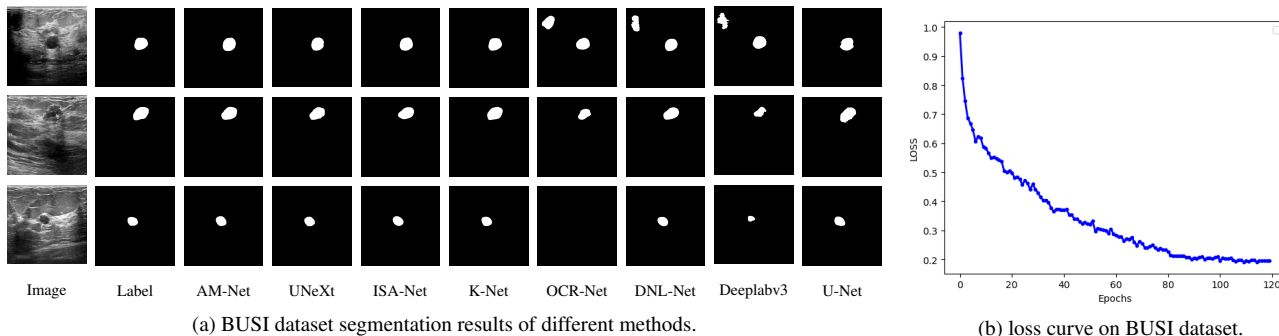 Image Label AM-Net UNeXt ISA-Net K-Net OCR-Net DNL-Net Deeplabv3 U-Net
(a) BUSI dataset segmentation results of different methods.
1.0
0.9
0.8
0.7
0.6
0.5
0.4
0.3
0.2
LOSS
0 20 40 60 80 100 120
Epochs
(b) loss curve on BUSI dataset.